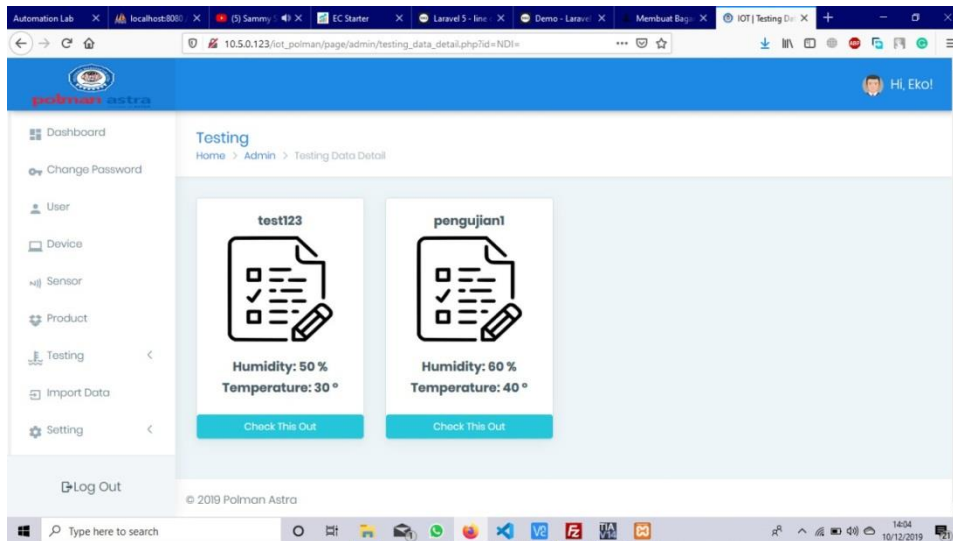 Automation Lab
localhost:8080 /
(5) Sammy S
EC Starter
Laravel 5 - line
Demo - Laravel
Membuat Baga
IOT | Testing De
10.5.0.123/iot_polman/page/admin/testing_data_detail.php?id=NDI=
polman astra
Hi, Eko!
Dashboard
Change Password
User
Device
Sensor
Product
Testing
Import Data
Setting
Log Out
Testing
Home > Admin > Testing Data Detail
test123
Humidity: 50 %
Temperature: 30 °
Check This Out
pengujian1
Humidity: 60 %
Temperature: 40 °
Check This Out
© 2019 Polman Astra
Type here to search
14:04
10/12/2019